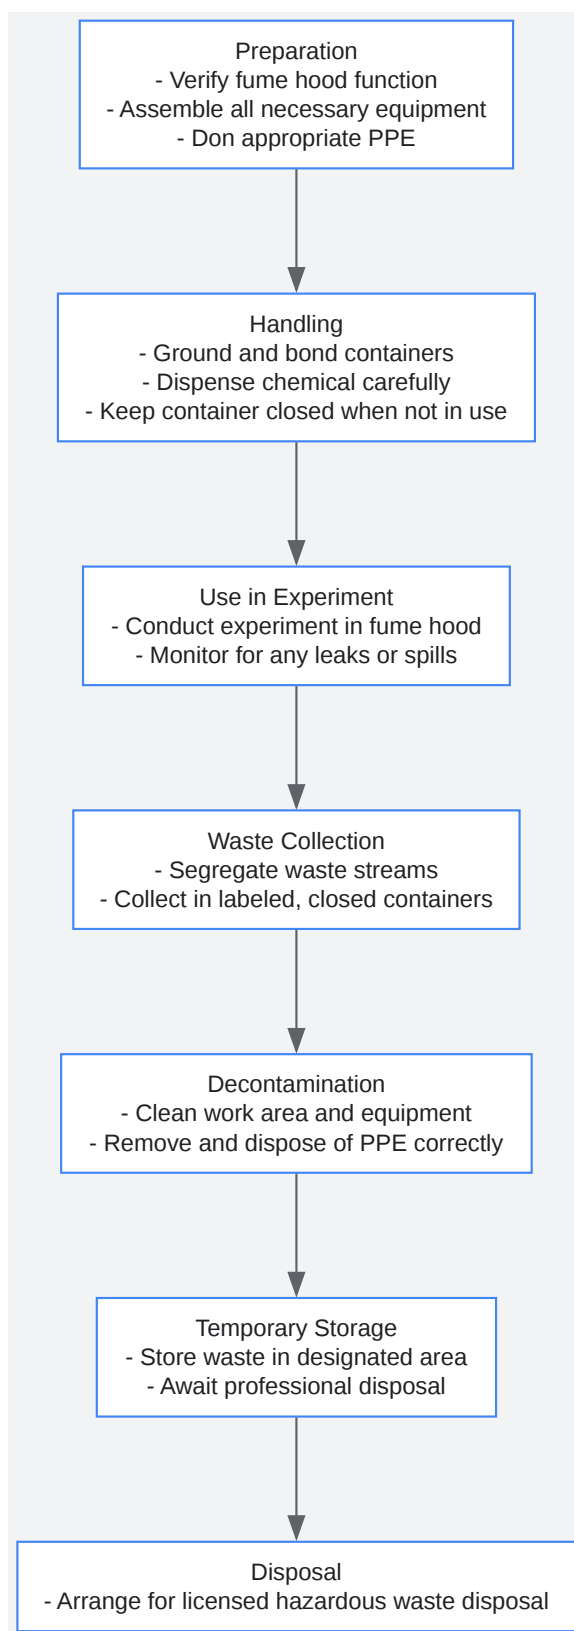 Preparation
- Verify fume hood function
- Assemble all necessary equipment
- Don appropriate PPE
Handling
- Ground and bond containers
- Dispense chemical carefully
- Keep container closed when not in use
Use in Experiment
- Conduct experiment in fume hood
- Monitor for any leaks or spills
Waste Collection
- Segregate waste streams
- Collect in labeled, closed containers
Decontamination
- Clean work area and equipment
- Remove and dispose of PPE correctly
Temporary Storage
- Store waste in designated area
- Await professional disposal
Disposal
- Arrange for licensed hazardous waste disposal